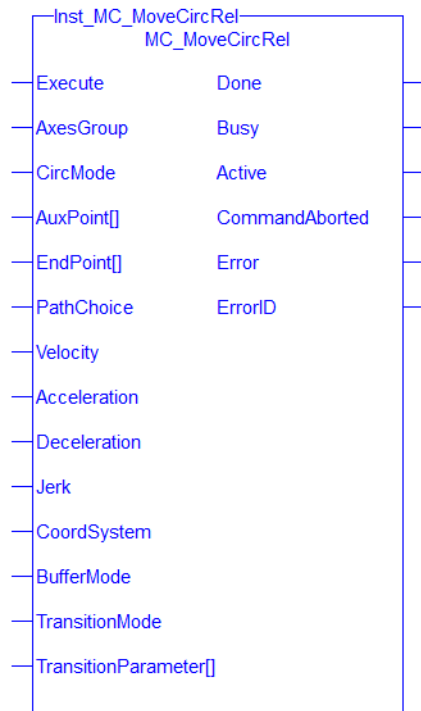 Inst_MC_MoveCircRel
MC_MoveCircRel
Execute Done
AxesGroup Busy
CircMode Active
AuxPoint[] CommandAborted
EndPoint[] Error
PathChoice ErrorID
Velocity
Acceleration
Deceleration
Jerk
CoordSystem
BufferMode
TransitionMode
TransitionParameter[]